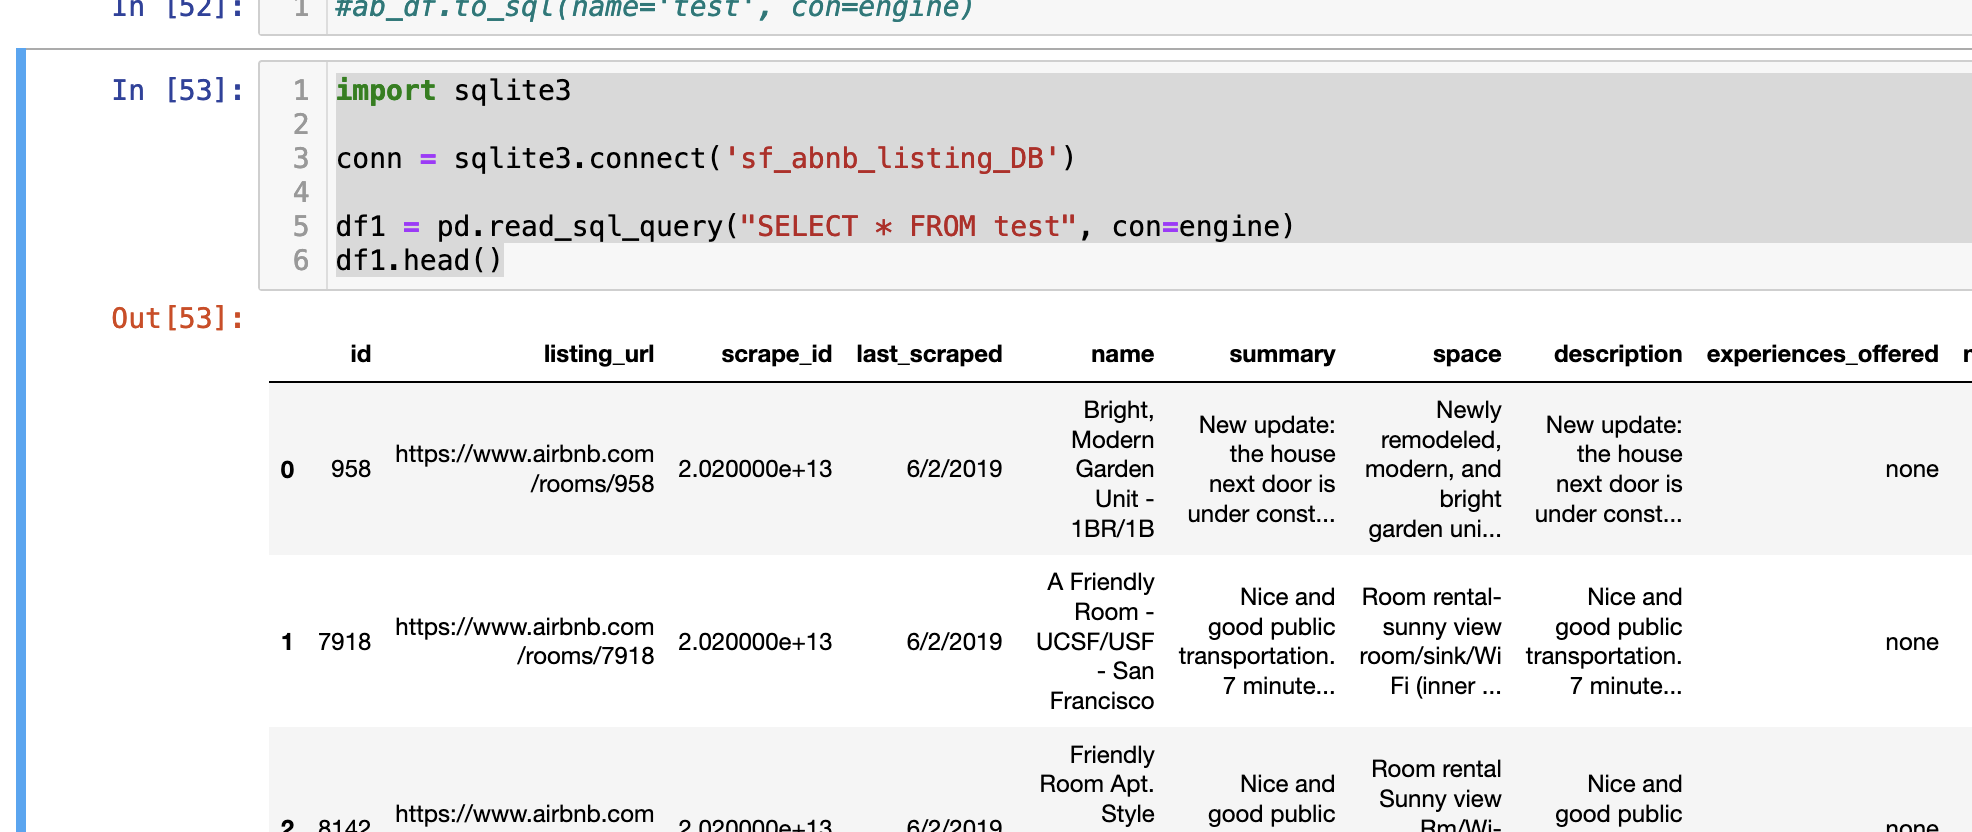 In [52]: 1 #ab_df.to_sql(name='test', con=engine)
In [53]: 1 import sqlite3
2
3 conn = sqlite3.connect('sf_abnb_listing_DB')
4
5 df1 = pd.read_sql_query("SELECT * FROM test", con=engine)
6 df1.head()
Out[53]:
id listing_url scrape_id last_scraped name summary space description experiences_offered
0 958 https://www.airbnb.com
/rooms/958 2.020000e+13 6/2/2019 Bright,
Modern
Garden
Unit -
1BR/1B New update:
the house
next door is
under const... Newly
remodeled,
modern, and
bright
garden uni... New update:
the house
next door is
under const... none
1 7918 https://www.airbnb.com
/rooms/7918 2.020000e+13 6/2/2019 A Friendly
Room -
UCSF/USF
- San
Francisco Nice and
good public
transportation.
7 minute... Room rental-
sunny view
room/sink/Wi
Fi (inner ... Nice and
good public
transportation.
7 minute... none
2 8142 https://www.airbnb.com
2.020000e+13 6/2/2019 Friendly
Room Apt.
Style Nice and
good public Room rental
Sunny view
Rm/Wi- Nice and
good public none